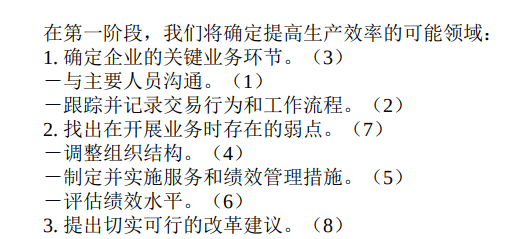 在第一阶段，我们将确定提高生产效率的可能领域：
1. 确定企业的关键业务环节。（3）
－与主要人员沟通。（1）
－跟踪并记录交易行为和工作流程。（2）
2. 找出在开展业务时存在的弱点。（7）
－调整组织结构。（4）
－制定并实施服务和绩效管理措施。（5）
－评估绩效水平。（6）
3. 提出切实可行的改革建议。（8）